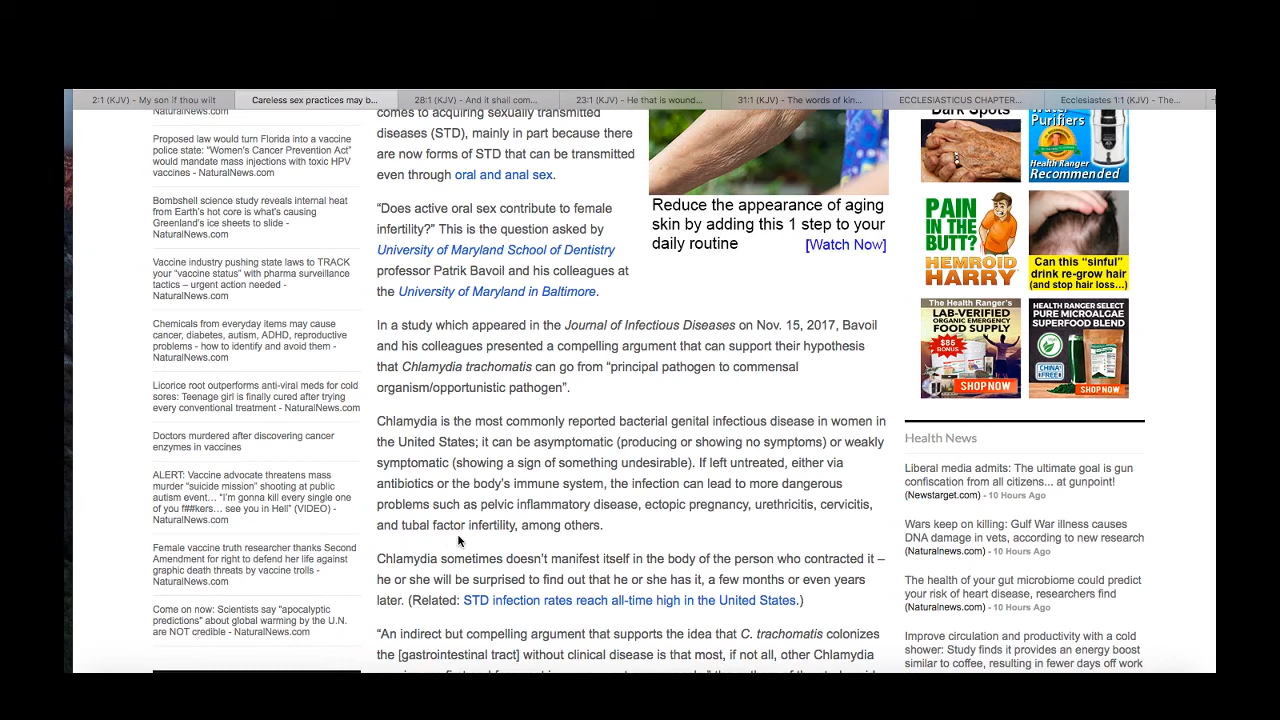 2:1 (KJV) - My son if thou wilt
Careless sex practices may b...
28:1 (KJV) - And it shall com...
23:1 (KJV) - He that is wound...
31:1 (KJV) - The words of kin...
ECCLESIASTICUS CHAPTER...
Ecclesiastes 1:1 (KJV) - The...
NaturalNews.com
Proposed law would turn Florida into a vaccine
police state: “Women's Cancer Prevention Act”
would mandate mass injections with toxic HPV
vaccines - NaturalNews.com
Bombshell science study reveals internal heat
from Earth's hot core is what's causing
Greenland's ice sheets to slide -
NaturalNews.com
Vaccine industry pushing state laws to TRACK
your “vaccine status” with pharma surveillance
tactics – urgent action needed -
NaturalNews.com
Chemicals from everyday items may cause
cancer, diabetes, autism, ADHD, reproductive
problems - how to identify and avoid them -
NaturalNews.com
Licorice root outperforms anti-viral meds for cold
sores: Teenage girl is finally cured after trying
every conventional treatment - NaturalNews.com
Doctors murdered after discovering cancer
enzymes in vaccines
ALERT: Vaccine advocate threatens mass
murder “suicide mission” shooting at public
autism event… “I'm gonna kill every single one
of you f##kers… see you in Hell” (VIDEO) -
NaturalNews.com
Female vaccine truth researcher thanks Second
Amendment for right to defend her life against
graphic death threats by vaccine trolls -
NaturalNews.com
Come on now: Scientists say “apocalyptic
predictions” about global warming by the U.N.
are NOT credible - NaturalNews.com
comes to acquiring sexually transmitted
diseases (STD), mainly in part because there
are now forms of STD that can be transmitted
even through oral and anal sex.
“Does active oral sex contribute to female
infertility?” This is the question asked by
University of Maryland School of Dentistry
professor Patrik Bavoil and his colleagues at
the University of Maryland in Baltimore.
In a study which appeared in the Journal of Infectious Diseases on Nov. 15, 2017, Bavoil
and his colleagues presented a compelling argument that can support their hypothesis
that Chlamydia trachomatis can go from “principal pathogen to commensal
organism/opportunistic pathogen”.
Chlamydia is the most commonly reported bacterial genital infectious disease in women in
the United States; it can be asymptomatic (producing or showing no symptoms) or weakly
symptomatic (showing a sign of something undesirable). If left untreated, either via
antibiotics or the body's immune system, the infection can lead to more dangerous
problems such as pelvic inflammatory disease, ectopic pregnancy, urethricitis, cervicitis,
and tubal factor infertility, among others.
Chlamydia sometimes doesn't manifest itself in the body of the person who contracted it –
he or she will be surprised to find out that he or she has it, a few months or even years
later. (Related: STD infection rates reach all-time high in the United States.)
“An indirect but compelling argument that supports the idea that C. trachomatis colonizes
the [gastrointestinal tract] without clinical disease is that most, if not all, other Chlamydia
Reduce the appearance of aging
skin by adding this 1 step to your
daily routine [Watch Now]
Dark Spots
Water
Purifiers
Health Ranger
Recommended
PAIN
IN THE
BUTT?
HEMROID
HARRY
Can this “sinful”
drink re-grow hair
(and stop hair loss...)
The Health Ranger's
LAB-VERIFIED
ORGANIC EMERGENCY
FOOD SUPPLY
$85
BONUS
SHOP NOW
HEALTH RANGER SELECT
PURE MICROALGAE
SUPERFOOD BLEND
CHINA
FREE
SHOP NOW
Health News
Liberal media admits: The ultimate goal is gun
confiscation from all citizens... at gunpoint!
(Newstarget.com) - 10 Hours Ago
Wars keep on killing: Gulf War illness causes
DNA damage in vets, according to new research
(Naturalnews.com) - 10 Hours Ago
The health of your gut microbiome could predict
your risk of heart disease, researchers find
(Naturalnews.com) - 10 Hours Ago
Improve circulation and productivity with a cold
shower: Study finds it provides an energy boost
similar to coffee, resulting in fewer days off work